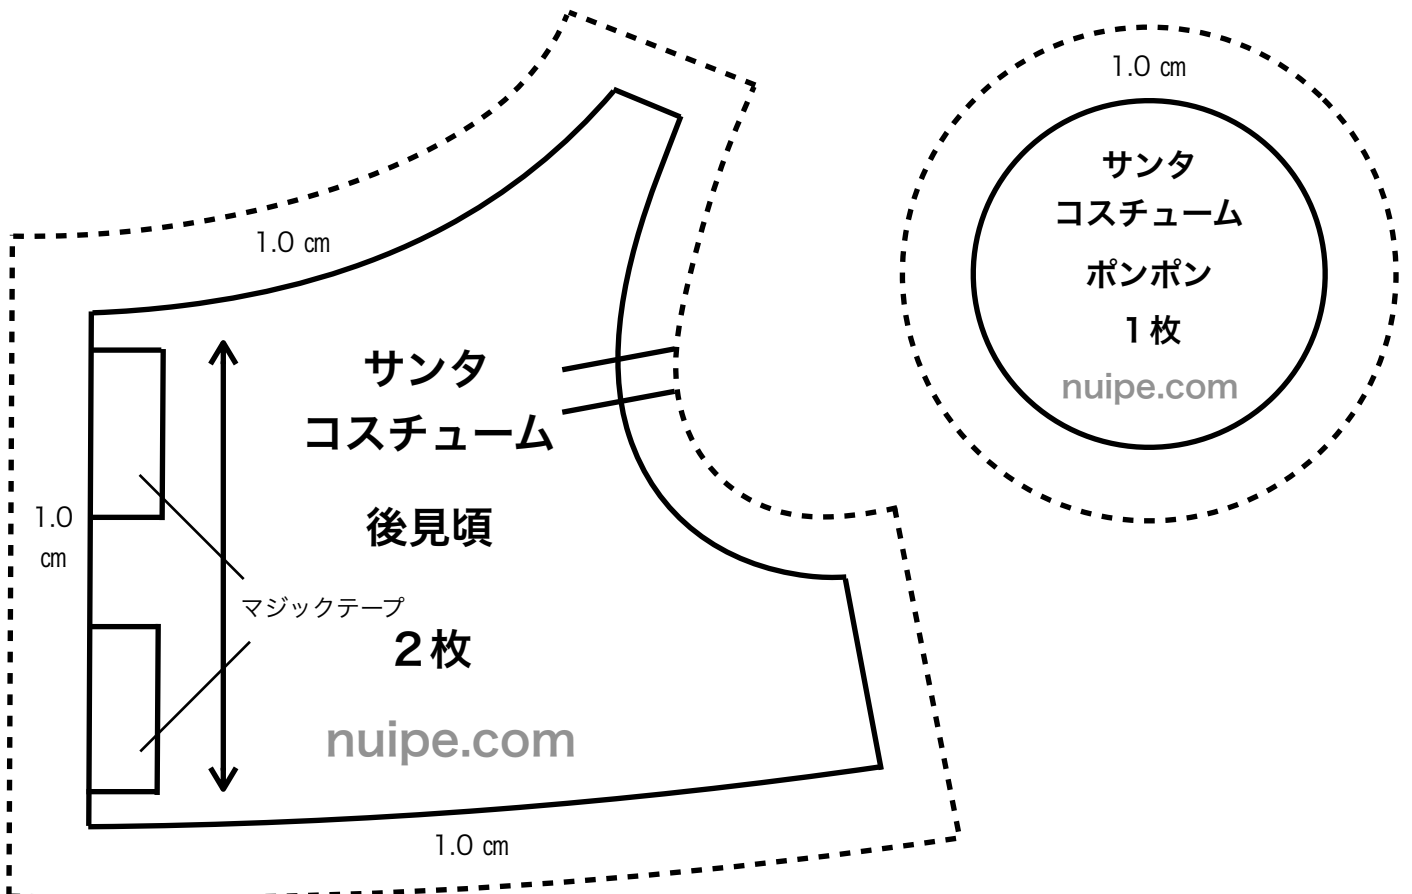 1.0 ㎝
サンタ
コスチューム
後見頃
1.0
㎝
マジックテープ
2枚
nuipe.com
1.0 ㎝
1.0 ㎝
サンタ
コスチューム
ポンポン
1枚
nuipe.com